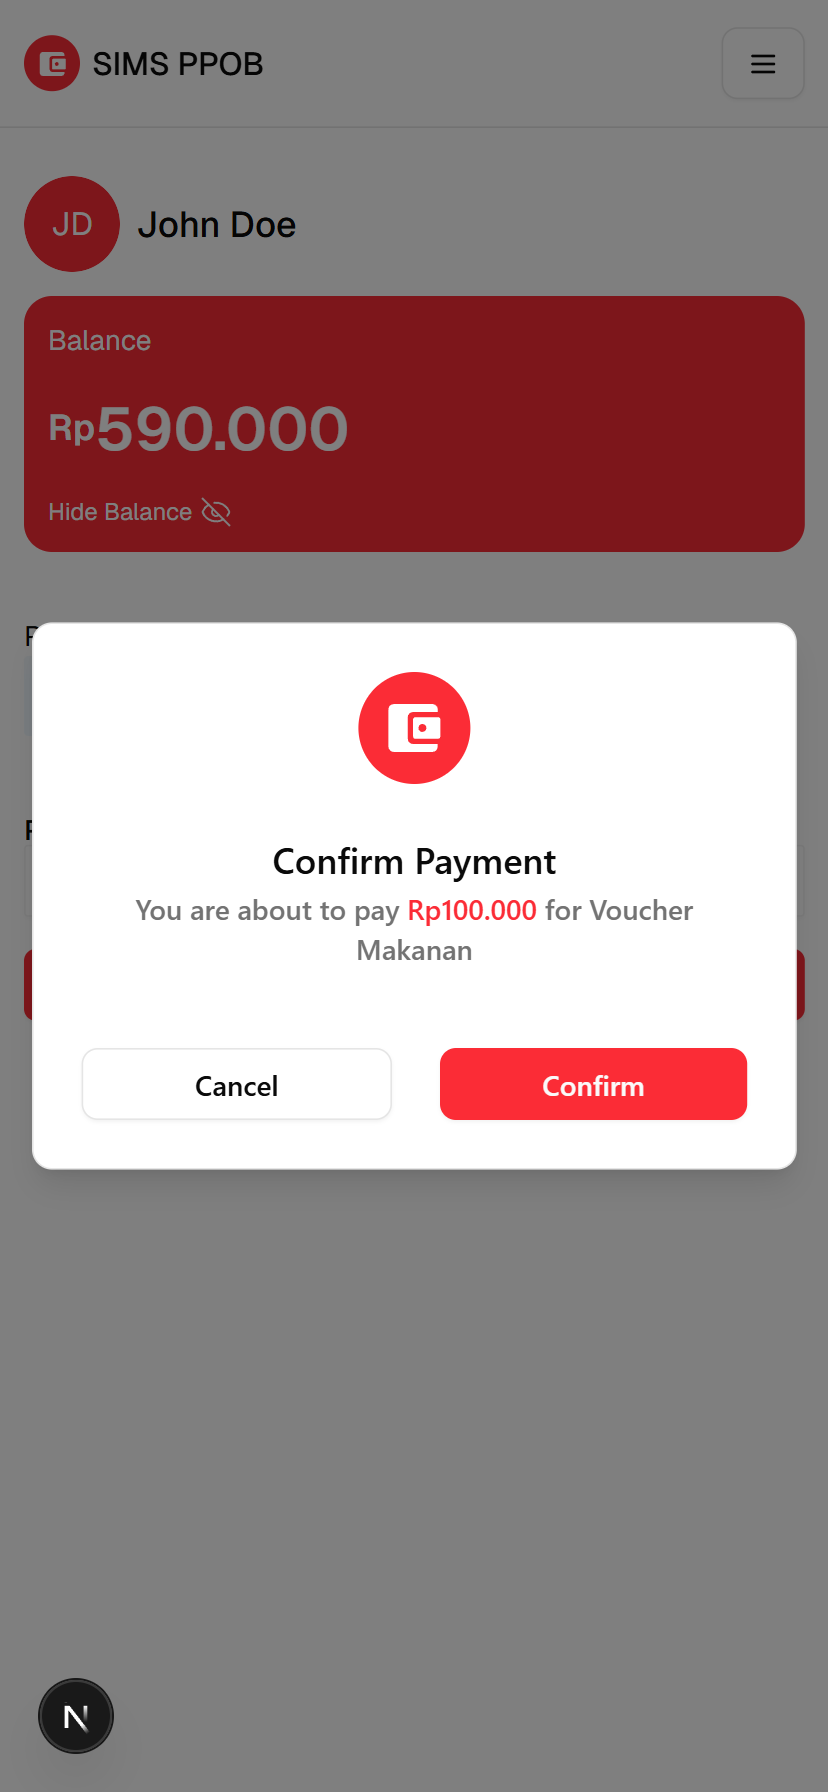 SIMS PPOB
JD
John Doe
Balance
Rp590.000
Hide Balance
Confirm Payment
You are about to pay Rp100.000 for Voucher
Makanan
Cancel
Confirm
N